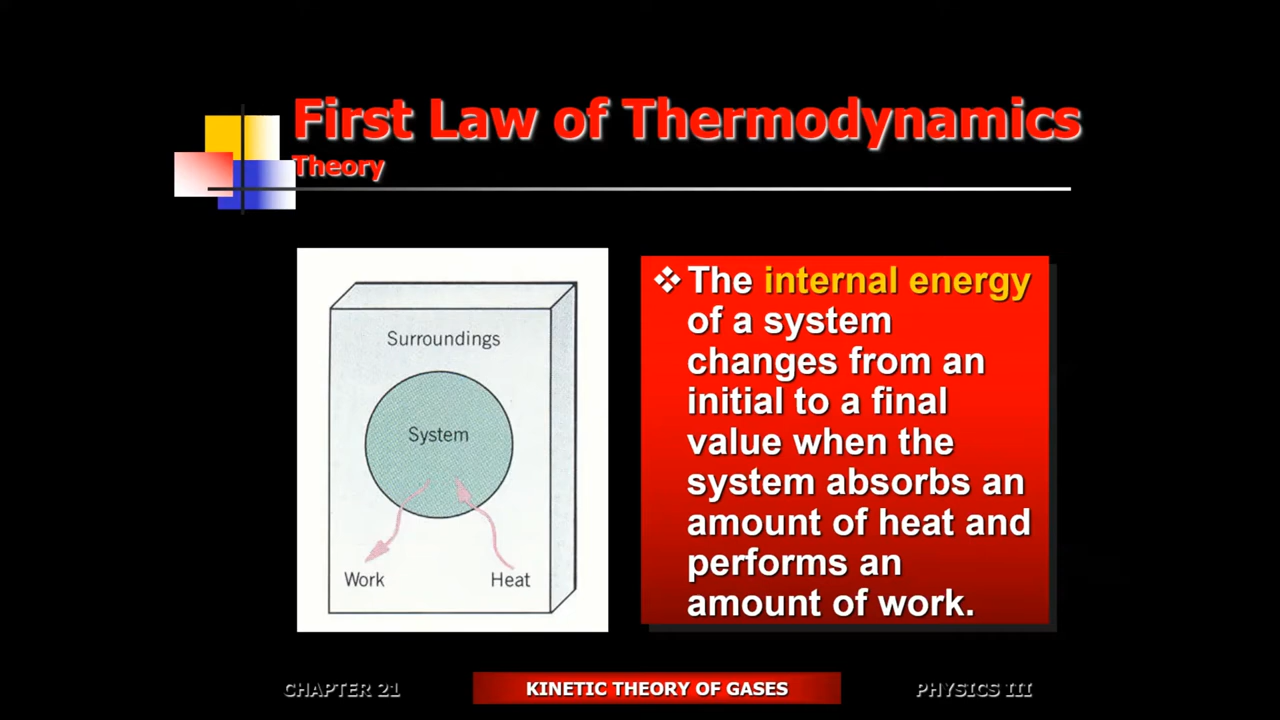 First Law of Thermodynamics
Theory
Surroundings
System
Work
Heat
❖ The internal energy
of a system
changes from an
initial to a final
value when the
system absorbs an
amount of heat and
performs an
amount of work.
CHAPTER 21
KINETIC THEORY OF GASES
PHYSICS III